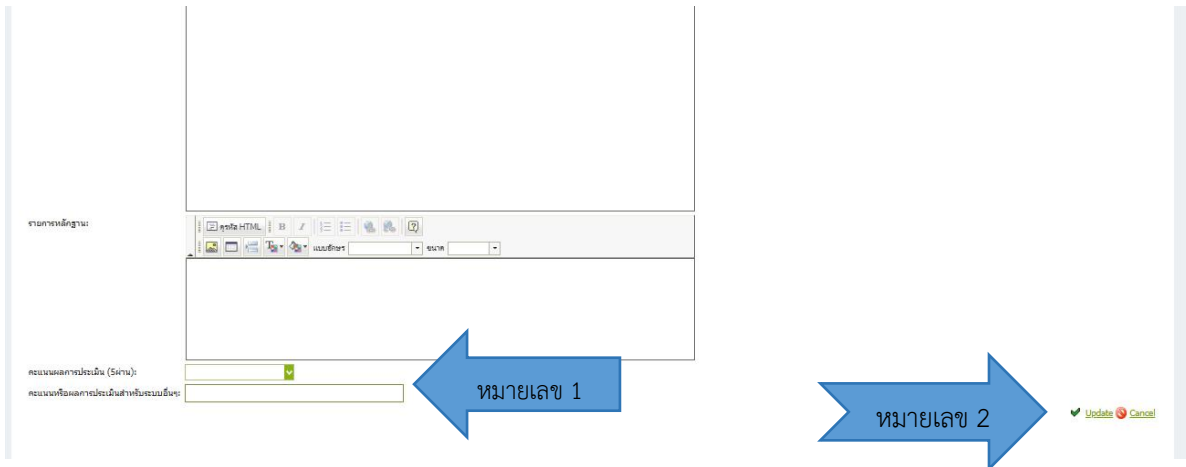 รายการหลักฐาน:
ดูรหัส HTML B I
แบบอักษร ขนาด
คะแนนผลการประเมิน (5ผ่าน):
คะแนนหรือผลการประเมินสำหรับระบบอื่นๆ:
หมายเลข 1
หมายเลข 2
Update Cancel